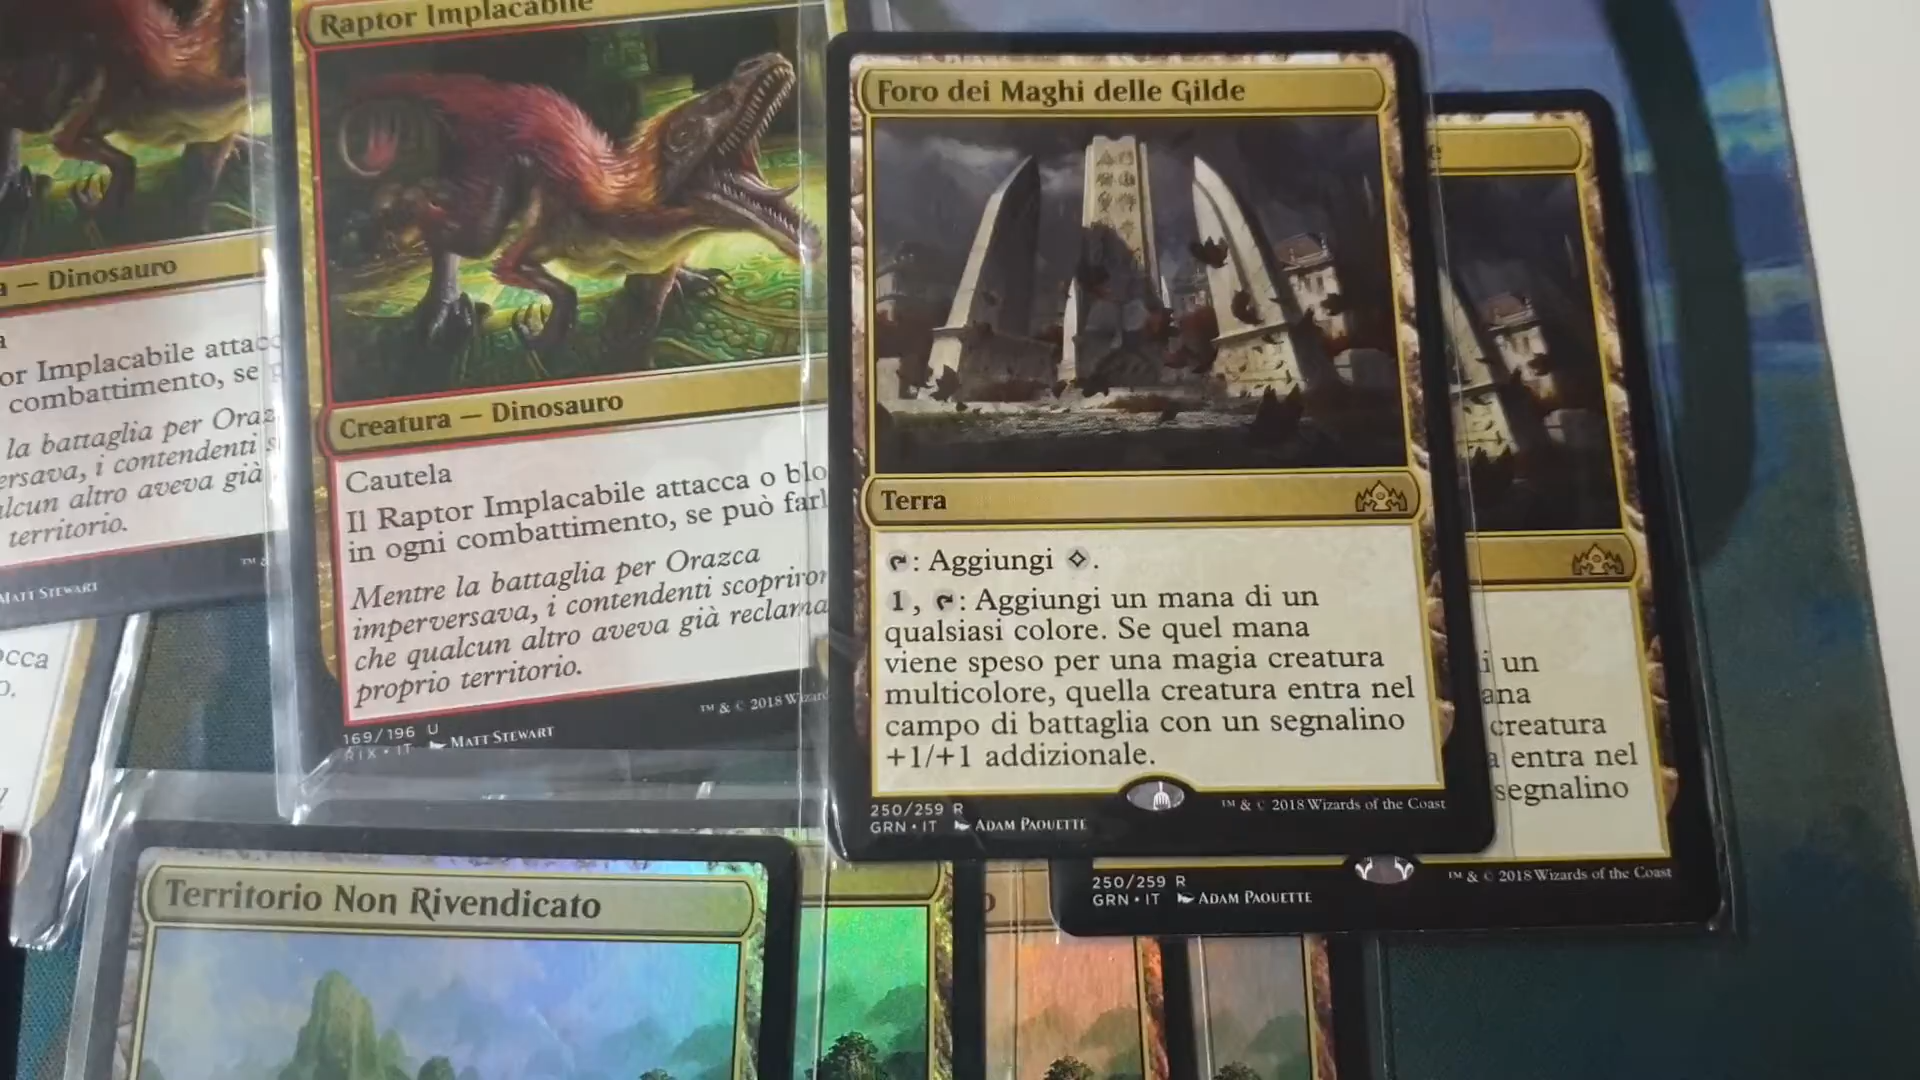 — Dinosauro
or Implacabile
combattimento, se
la battaglia per
i contendenti
altro aveva già
territorio.
MATT STEWART
Raptor Implacabile
Creatura — Dinosauro
Cautela
Il Raptor Implacabile attacca o blo
in ogni combattimento, se può farl
Mentre la battaglia per Orazca
imperversava, i contendenti scopriron
che qualcun altro aveva già reclama
proprio territorio.
169/196 U
RIX • IT MATT STEWART
™ & © 2018 Wizard
Foro dei Maghi delle Gilde
Terra
: Aggiungi .
1, : Aggiungi un mana di un
qualsiasi colore. Se quel mana
viene speso per una magia creatura
multicolore, quella creatura entra nel
campo di battaglia con un segnalino
+1/+1 addizionale.
250/259 R
GRN • IT ADAM PAQUETTE
™ & © 2018 Wizards of the Coast
i un
ana
creatura
a entra nel
segnalino
250/259 R
GRN • IT ADAM PAQUETTE
™ & © 2018 Wizards of the Coast
Territorio Non Rivendicato